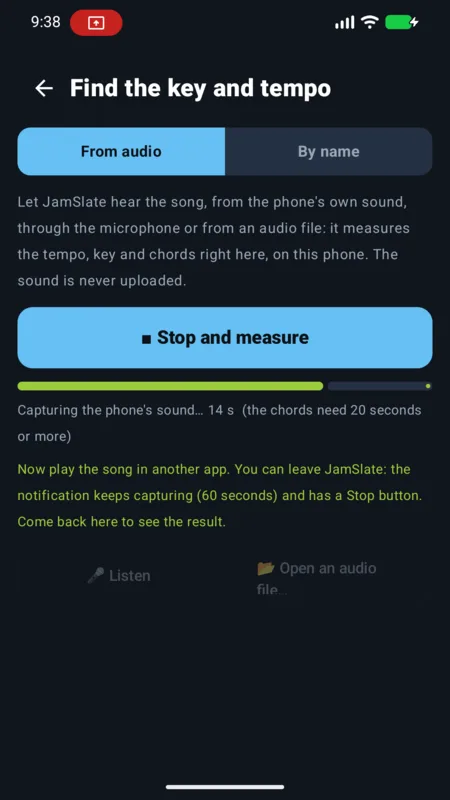 9:38
Find the key and tempo
From audio
By name
Let JamSlate hear the song, from the phone's own sound,
through the microphone or from an audio file: it measures
the tempo, key and chords right here, on this phone. The
sound is never uploaded.
Stop and measure
Capturing the phone's sound… 14 s (the chords need 20 seconds
or more)
Now play the song in another app. You can leave JamSlate: the
notification keeps capturing (60 seconds) and has a Stop button.
Come back here to see the result.
Listen
Open an audio
file…